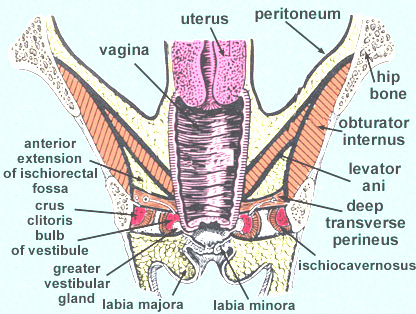 uterus
peritoneum
vagina
hip
bone
obturator
internus
anterior
extension
of ischiorectal
fossa
levator
ani
crus
clitoris
deep
transverse
perineus
bulb
of vestibule
greater
vestibular
gland
ischiocavernosus
labia majora
labia minora